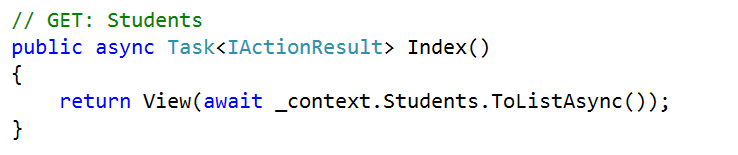 // GET: Students
public async Task<IActionResult> Index()
{
    return View(await _context.Students.ToListAsync());
}